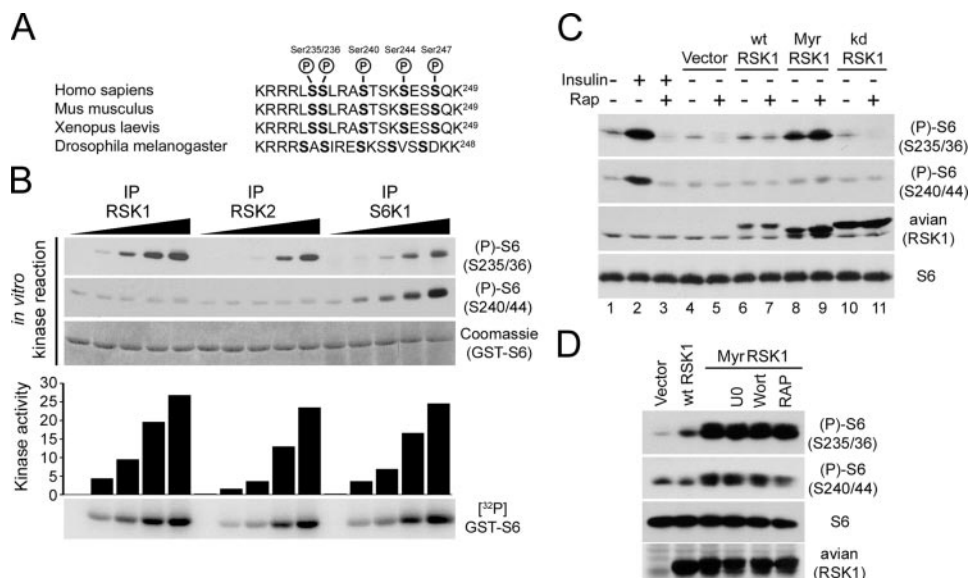 A
Ser235/236 Ser240 Ser244 Ser247
P P P P P
Homo sapiens KRRRLSSLRASTSKSESSQK249
Mus musculus KRRRLSSLRASTSKSESSQK249
Xenopus laevis KRRRLSSLRASTSKSESSQK249
Drosophila melanogaster KRRRSASIRESKSSVSSDKK248
B
IP RSK1
IP RSK2
IP S6K1
in vitro
kinase reaction
(P)-S6
(S235/36)
(P)-S6
(S240/44)
Coomassie
(GST-S6)
Kinase activity
30
25
20
15
10
5
0
[32P]
GST-S6
C
Vector
wt
RSK1
Myr
RSK1
kd
RSK1
Insulin - + + - - - - - - - -
Rap - - + - + - + - + - +
(P)-S6
(S235/36)
(P)-S6
(S240/44)
avian
(RSK1)
S6
1 2 3 4 5 6 7 8 9 10 11
D
Vector
wt RSK1
Myr RSK1
U0
Wort
RAP
(P)-S6
(S235/36)
(P)-S6
(S240/44)
S6
avian
(RSK1)